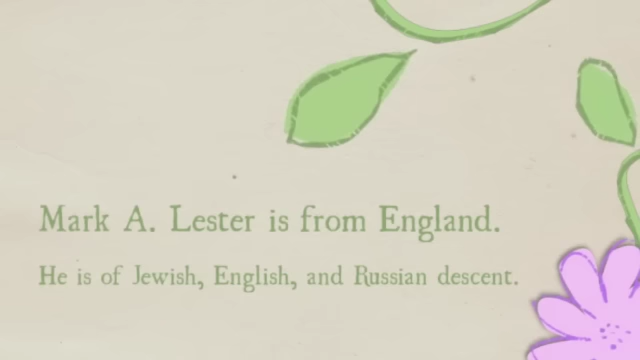 Mark A. Lester is from England.
He is of Jewish, English, and Russian descent.